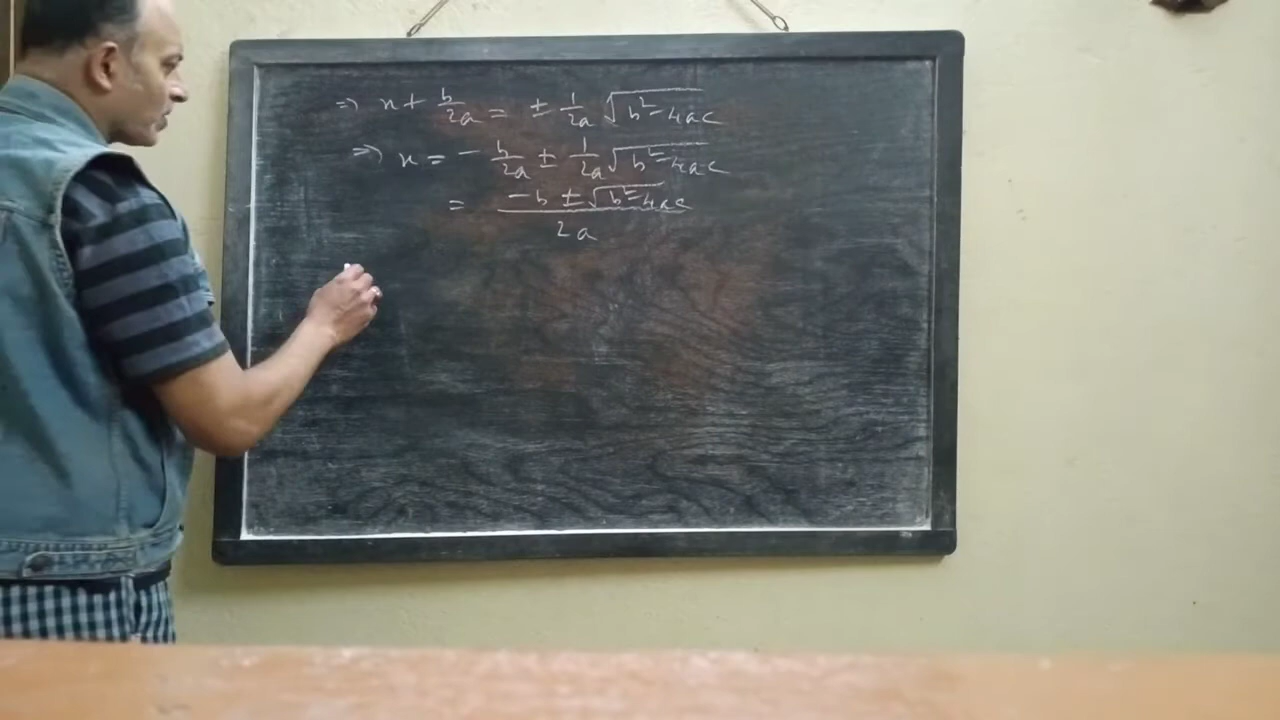 ⇒ x + b/2a = ± 1/2a √b²-4ac
⇒ x = - b/2a ± 1/2a √b²-4ac
= -b ± √b²-4ac / 2a